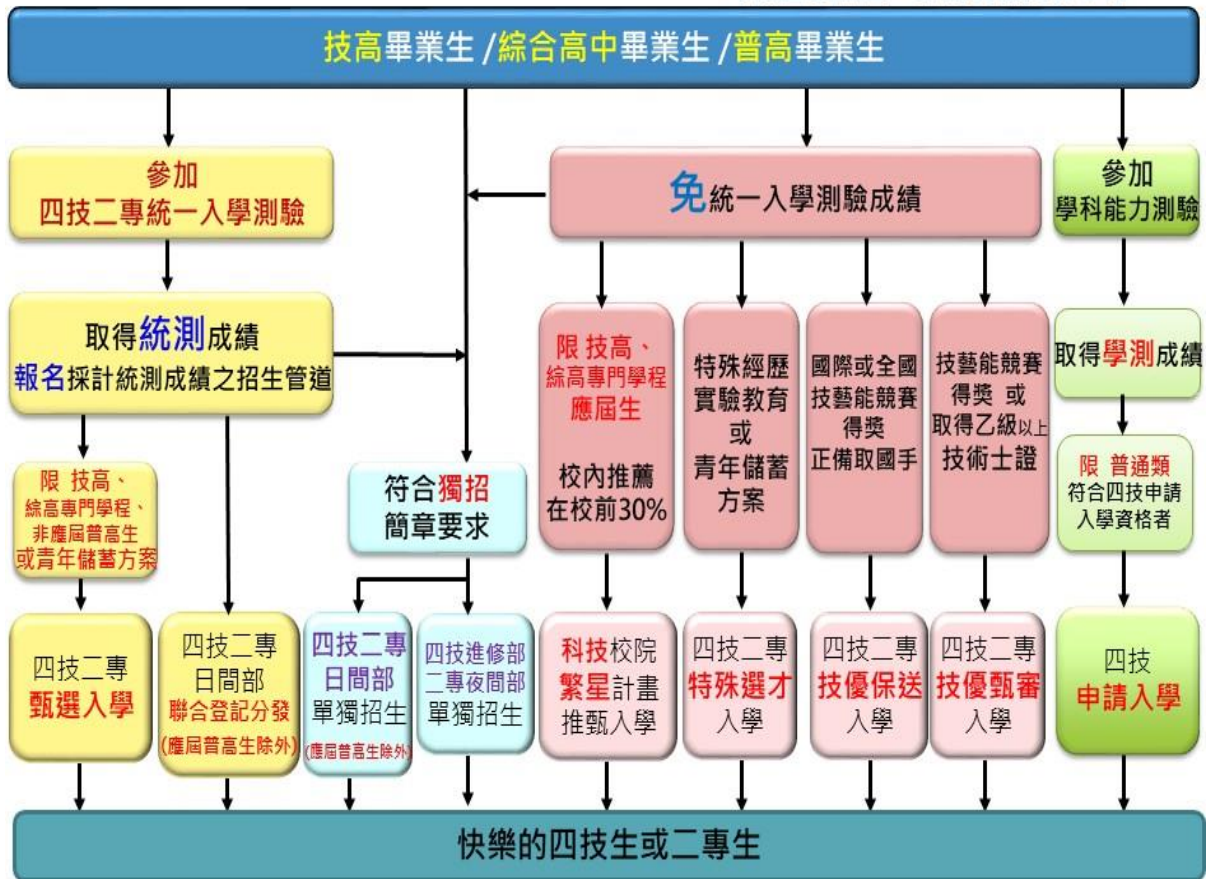 技高畢業生 /綜合高中畢業生 /普高畢業生
參加
四技二專統一入學測驗
免統一入學測驗成績
參加
學科能力測驗
取得統測成績
報名採計統測成績之招生管道
限 技高、
綜高專門學程
應屆生
校內推薦
在校前30%
特殊經歷
實驗教育
或
青年儲蓄
方案
國際或全國
技藝能競賽
得獎
正備取國手
技藝能競賽
得獎 或
取得乙級以上
技術士證
取得學測成績
限 技高、
綜高專門學程、
非應屆普高生
或青年儲蓄方案
符合獨招
簡章要求
限 普通類
符合四技申請
入學資格者
四技二專
甄選入學
四技二專
日間部
聯合登記分發
(應屆普高生除外)
四技二專
日間部
單獨招生
(應屆普高生除外)
四技進修部
二專夜間部
單獨招生
科技校院
繁星計畫
推甄入學
四技二專
特殊選才
入學
四技二專
技優保送
入學
四技二專
技優甄審
入學
四技
申請入學
快樂的四技生或二專生